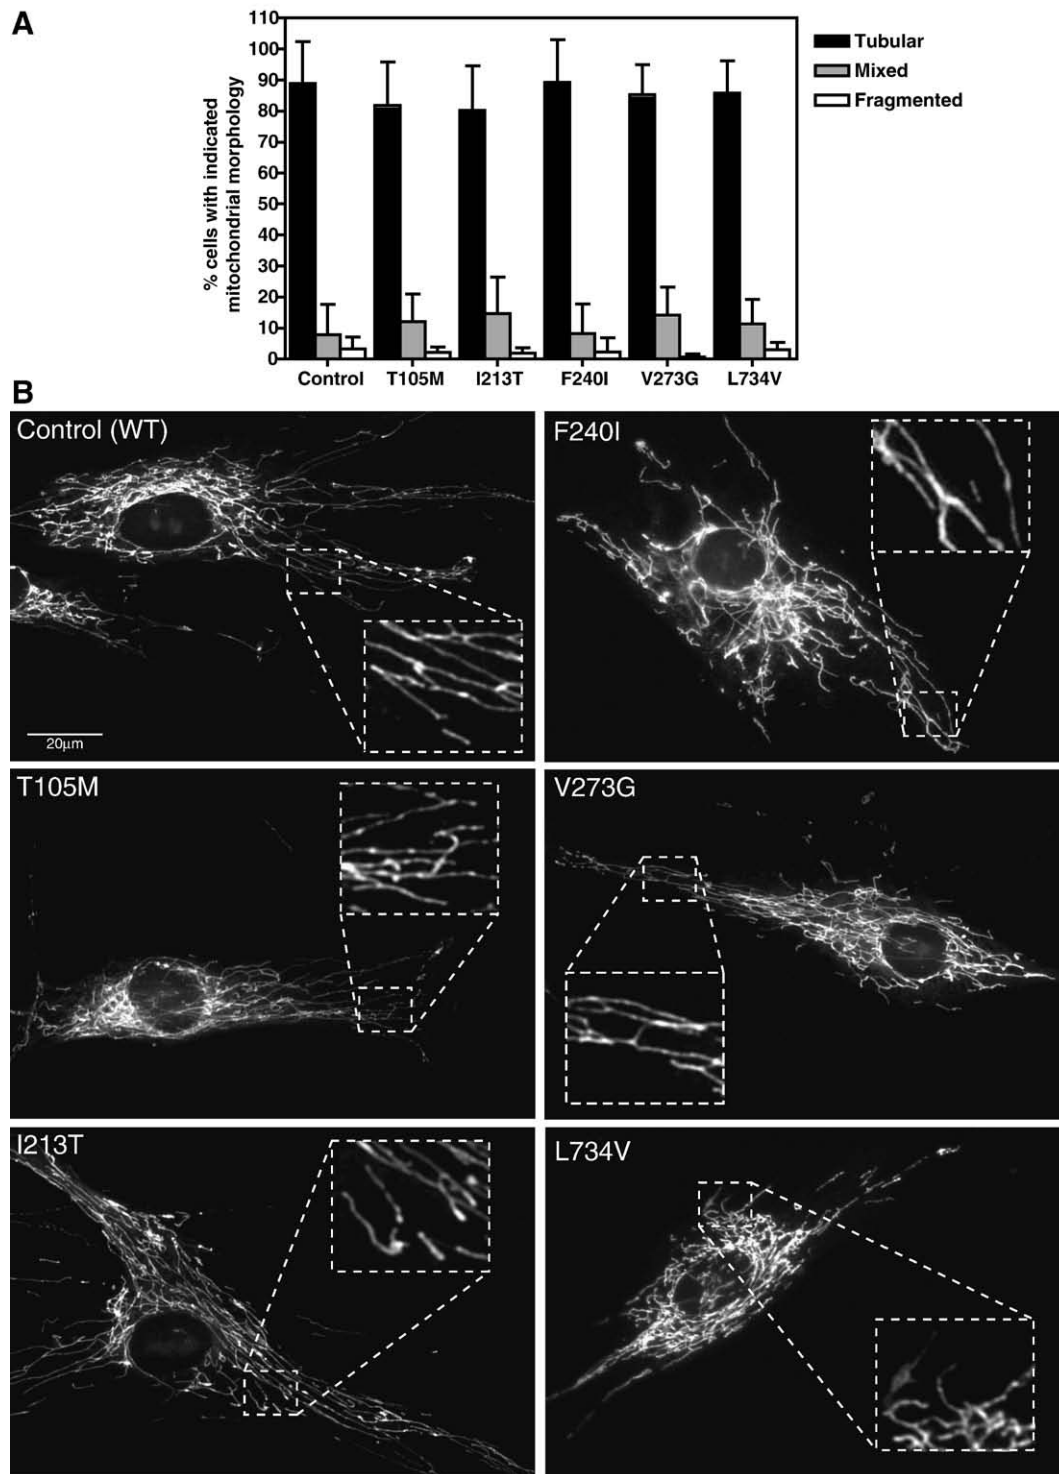 A
% cells with indicated
mitochondrial morphology
110
100
90
80
70
60
50
40
30
20
10
0
Control T105M I213T F240I V273G L734V
Tubular
Mixed
Fragmented
B
Control (WT)
20µm
F240I
T105M
V273G
I213T
L734V